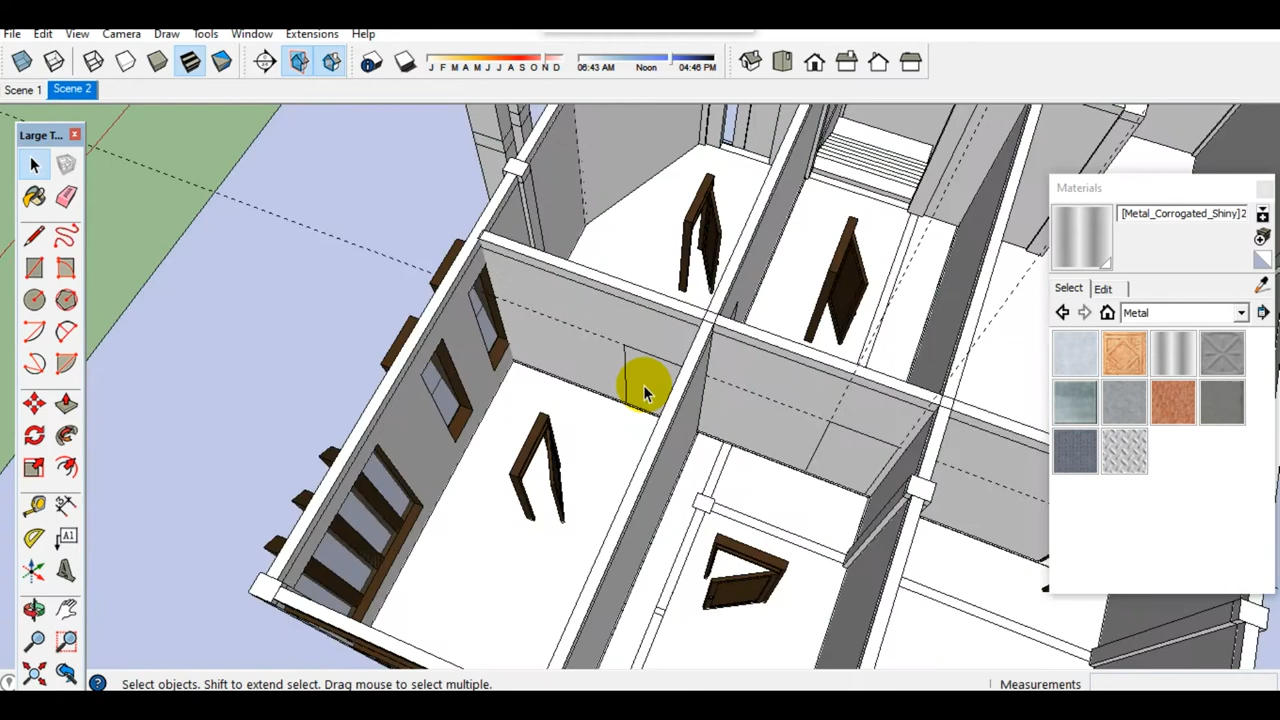 File Edit View Camera Draw Tools Window Extensions Help
J F M A M J J A S O N D 06:43 AM Noon 04:46 PM
Scene 1 Scene 2
Large T...
Materials
[Metal_Corrogated_Shiny]2
Select Edit
Metal
A1
Select objects. Shift to extend select. Drag mouse to select multiple.
Measurements